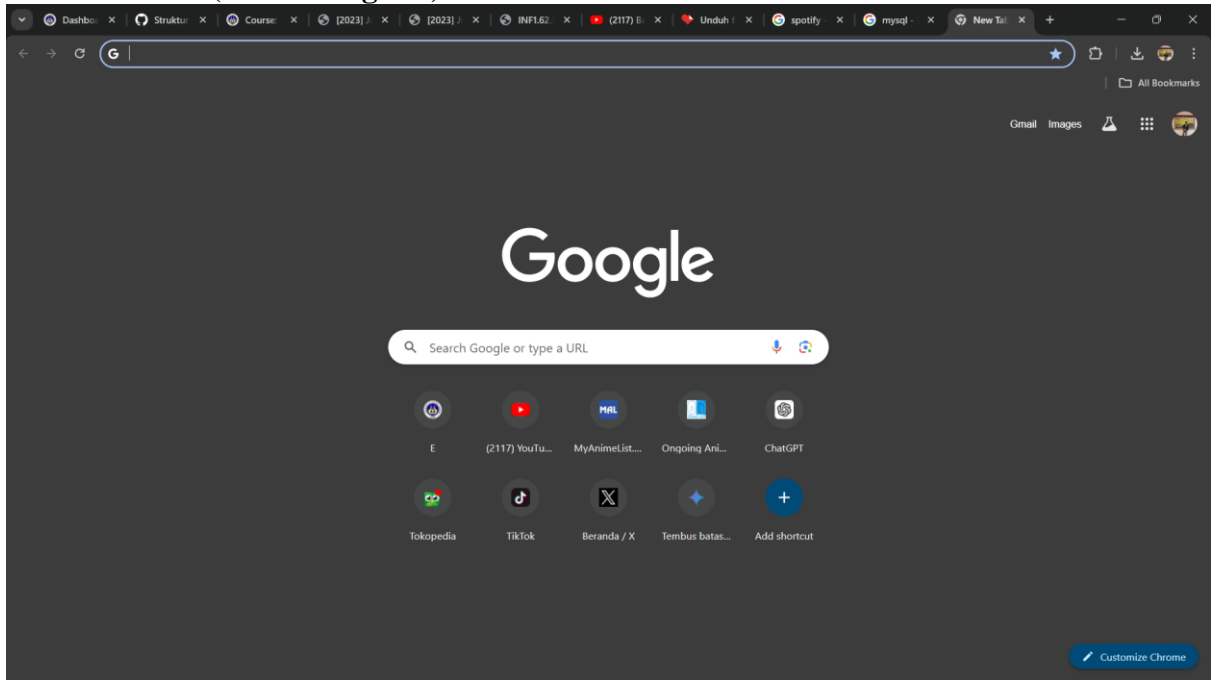 Dashbo
Struktur
Course:
[2023] J
[2023] J
INF1.62.
(2117) B
Unduh f
spotify -
mysql -
New Tab
G
All Bookmarks
Gmail Images
Google
Search Google or type a URL
E
(2117) YouTu...
MyAnimeList....
Ongoing Ani...
ChatGPT
MAL
Tokopedia
TikTok
Beranda / X
Tembus batas...
Add shortcut
Customize Chrome